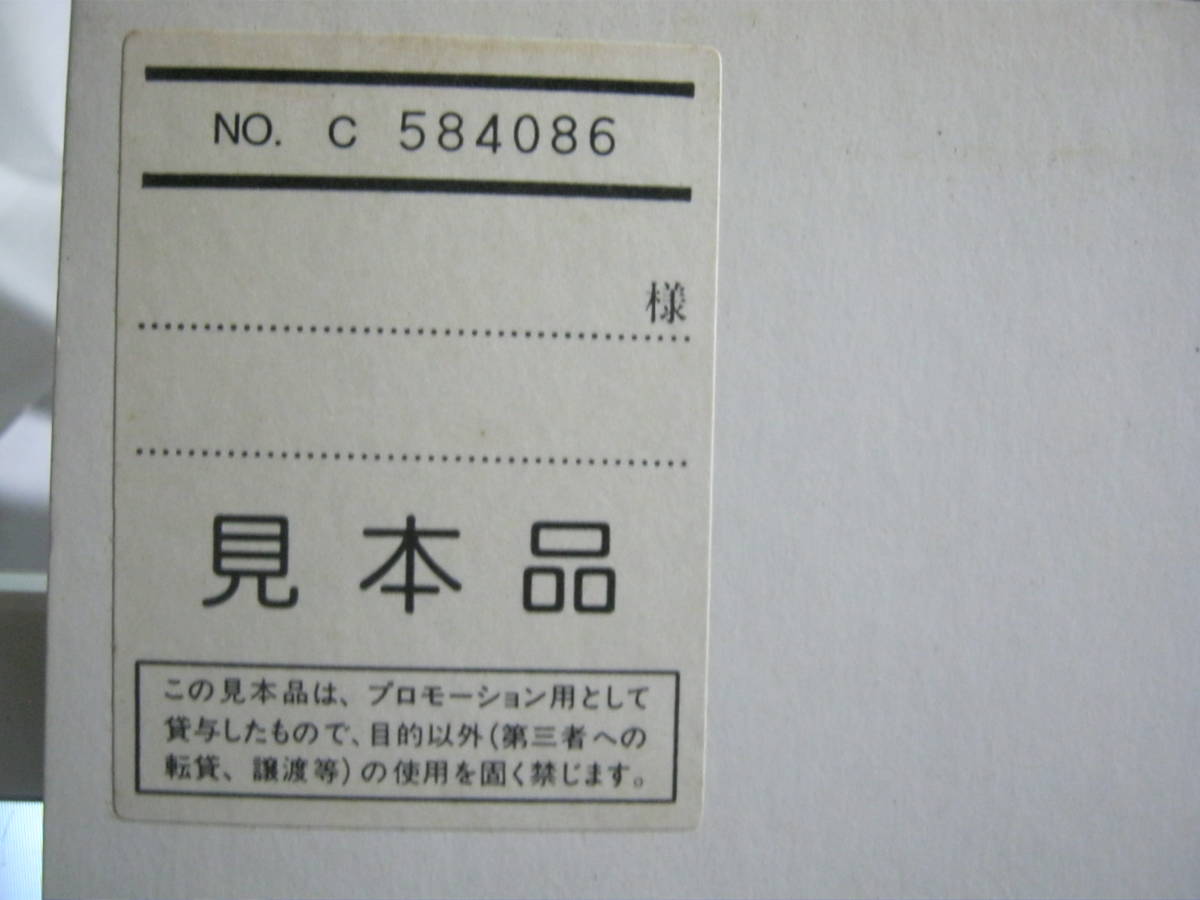 NO. C 584086
様
見本品
この見本品は、プロモーション用として
貸与したもので、目的以外(第三者への
転貸、譲渡等)の使用を固く禁じます。